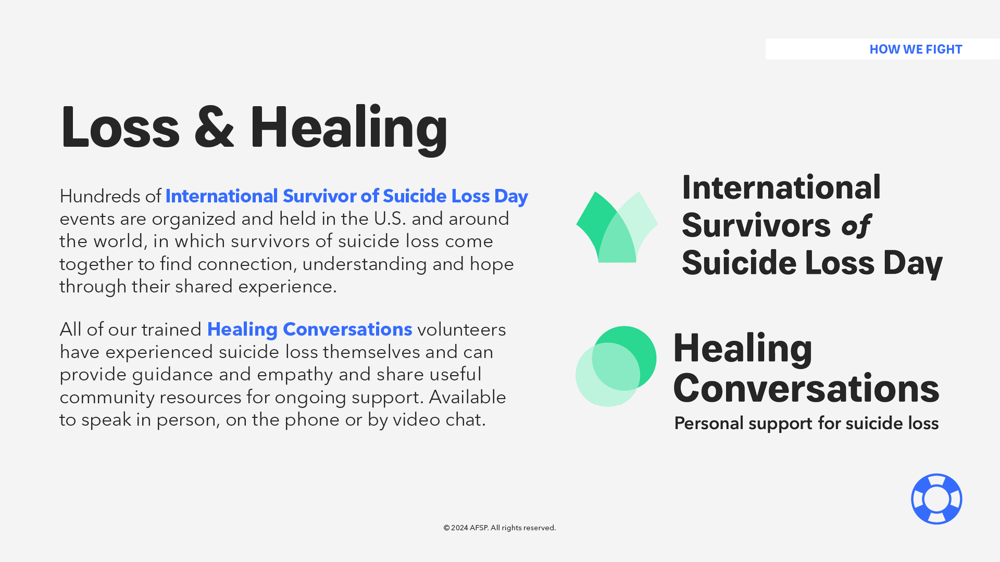 HOW WE FIGHT
Loss & Healing
Hundreds of International Survivor of Suicide Loss Day
events are organized and held in the U.S. and around
the world, in which survivors of suicide loss come
together to find connection, understanding and hope
through their shared experience.
All of our trained Healing Conversations volunteers
have experienced suicide loss themselves and can
provide guidance and empathy and share useful
community resources for ongoing support. Available
to speak in person, on the phone or by video chat.
International
Survivors of
Suicide Loss Day
Healing
Conversations
Personal support for suicide loss
© 2024 AFSP. All rights reserved.